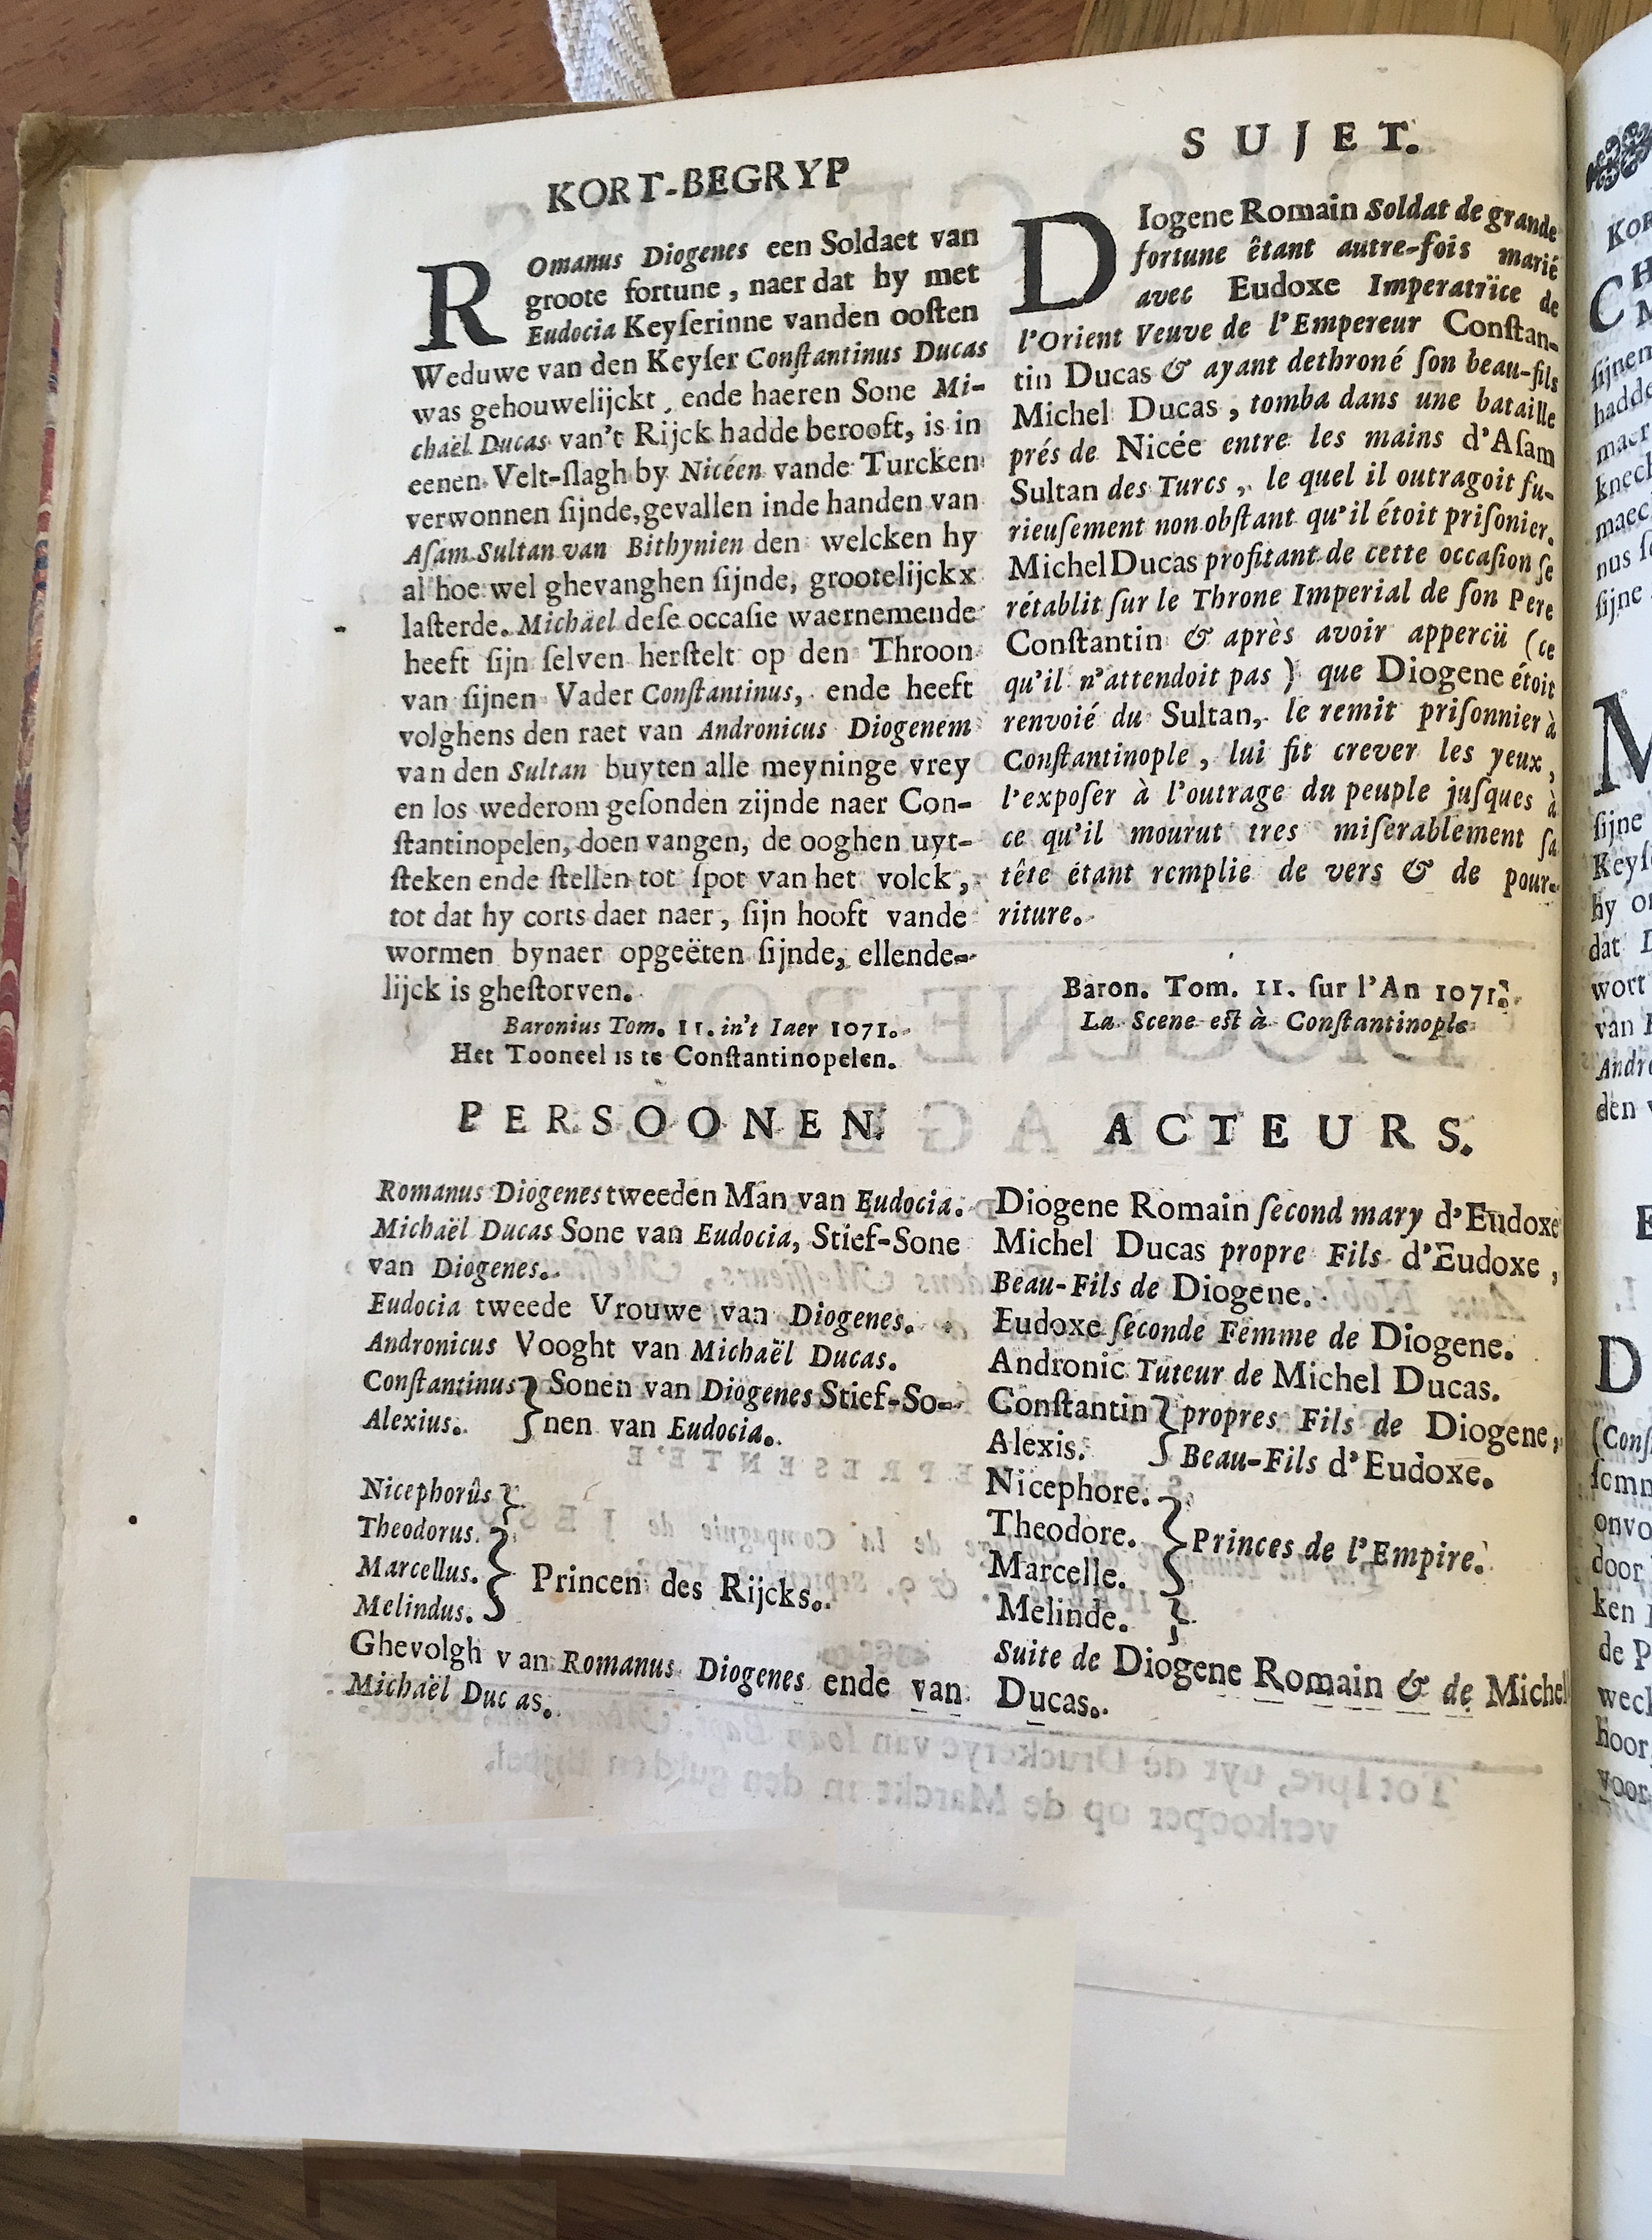 KORT-BEGRYP
ROmanus Diogenes een Soldaet van
groote fortune, naer dat hy met
Eudocia Keyſerinne vanden ooſten
Weduwe van den Keyſer Conſtantinus Ducas
was gehouwelijckt, ende haeren Sone Mi-
chaël Ducas van't Rijck hadde berooft, is in
eenen Velt-ſlagh by Nicéen vande Turcken
verwonnen ſijnde, gevallen inde handen van
Aſam Sultan van Bithynien den welcken hy
al hoe wel ghevanghen ſijnde, grootelijckx
laſterde. Michäel deſe occaſie waernemende
heeft ſijn ſelven herſtelt op den Throon
van ſijnen Vader Conſtantinus, ende heeft
volghens den raet van Andronicus Diogenem
van den Sultan buyten alle meyninge vrey
en los wederom geſonden zijnde naer Con-
ſtantinopelen, doen vangen, de ooghen uyt-
ſteken ende ſtellen tot ſpot van het volck,
tot dat hy corts daer naer, ſijn hooft vande
wormen bynaer opgeëten ſijnde, ellende-
lijck is gheſtorven.
Baronius Tom. 11. in't Iaer 1071.
Het Tooneel is te Conſtantinopelen.
SUJET.
DIogene Romain Soldat de grande
fortune êtant autre-fois marié
avec Eudoxe Imperatrïce de
l'Orient Veuve de l'Empereur Conſtan-
tin Ducas & ayant dethroné ſon beau-fils
Michel Ducas, tomba dans une bataille
prés de Nicée entre les mains d'Aſam
Sultan des Turcs, le quel il outragoit fu-
rieuſement non obſtant qu'il étoit priſonier.
Michel Ducas profitant de cette occaſion ſe
rétablit ſur le Throne Imperial de ſon Pere
Conſtantin & après avoir appercü (ce
qu'il n'attendoit pas) que Diogene étoit
renvoié du Sultan, le remit priſonnier à
Conſtantinople, lui fit crever les yeux,
l'expoſer à l'outrage du peuple juſques à
ce qu'il mourut tres miſerablement ſa
tête étant remplie de vers & de pour-
riture.
Baron. Tom. 11. ſur l'An 1071.
La Scene est à Conſtantinople
PERSOONEN.
Romanus Diogenes tweeden Man van Eudocia.
Michaël Ducas Sone van Eudocia, Stief-Sone
van Diogenes.
Eudocia tweede Vrouwe van Diogenes.
Andronicus Vooght van Michaël Ducas.
Conſtantinus } Sonen van Diogenes Stief-So-
Alexius. } nen van Eudocia.
Nicephorûs }
Theodorus. }
Marcellus. } Princen des Rijcks.
Melindus. }
Ghevolgh van Romanus Diogenes ende van
Michaël Ducas.
ACTEURS.
Diogene Romain ſecond mary d'Eudoxe
Michel Ducas propre Fils d'Eudoxe,
Beau-Fils de Diogene.
Eudoxe ſeconde Femme de Diogene.
Andronic Tuteur de Michel Ducas.
Conſtantin } propres Fils de Diogene,
Alexis. } Beau-Fils d'Eudoxe.
Nicephore. }
Theodore. } Princes de l'Empire.
Marcelle. }
Melinde. }
Suite de Diogene Romain & de Michel
Ducas.